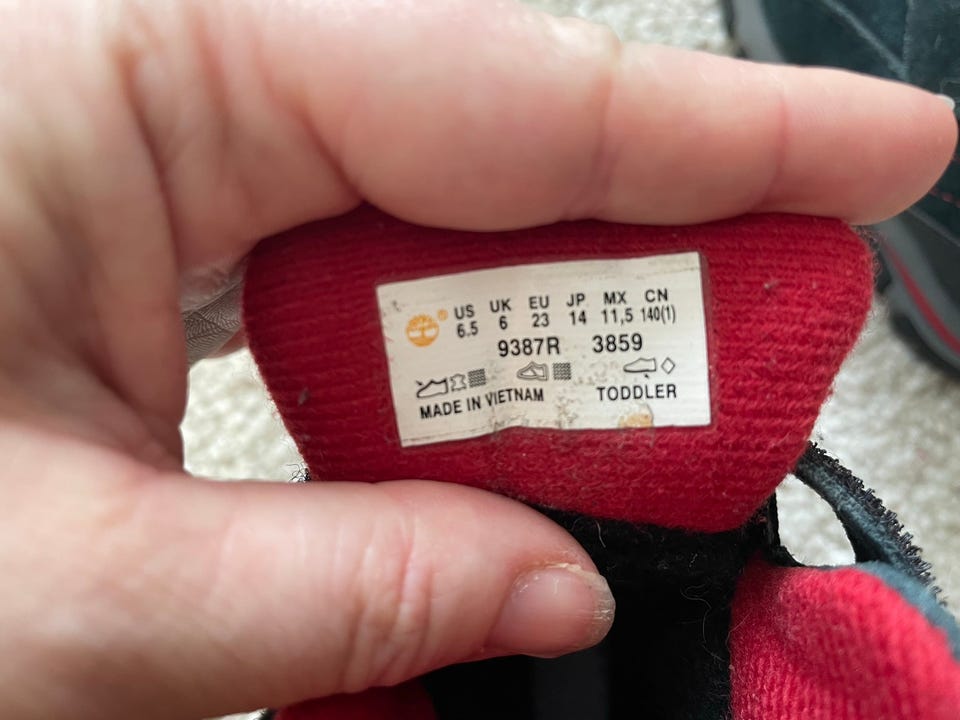 ® US UK EU JP MX CN
6.5 6 23 14 11,5 140(1)
9387R 3859
MADE IN VIETNAM TODDLER